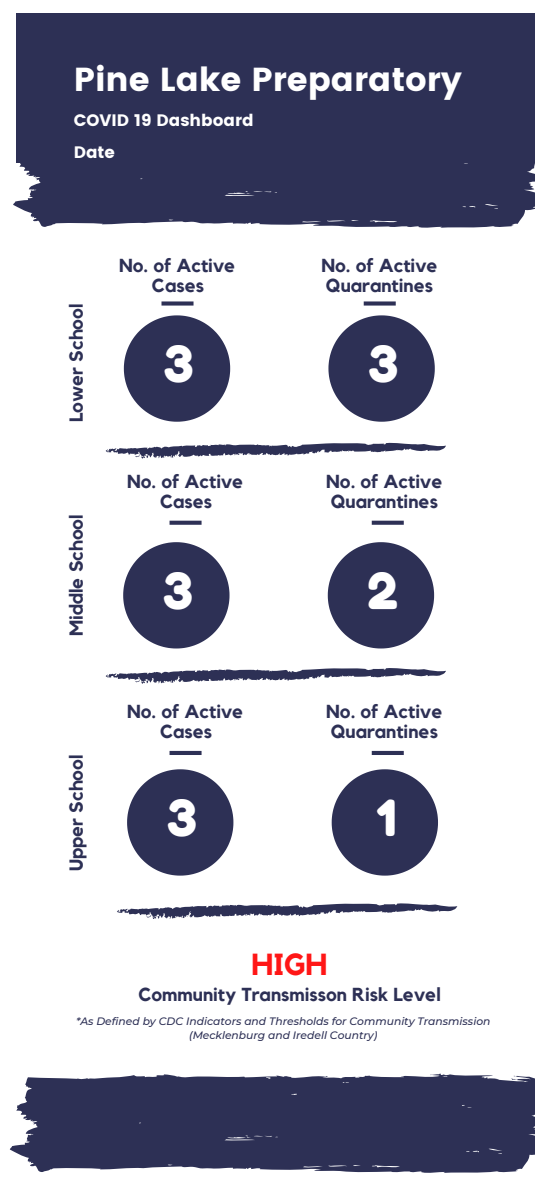 Pine Lake Preparatory
COVID 19 Dashboard
Date
Lower School
No. of Active
Cases
3
No. of Active
Quarantines
3
Middle School
No. of Active
Cases
3
No. of Active
Quarantines
2
Upper School
No. of Active
Cases
3
No. of Active
Quarantines
1
HIGH
Community Transmisson Risk Level
*As Defined by CDC Indicators and Thresholds for Community Transmission
(Mecklenburg and Iredell Country)